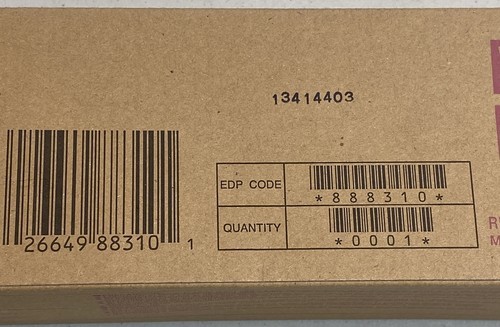 13414403
26649 88310 1
EDP CODE
*888310*
QUANTITY
*0001*
R
M